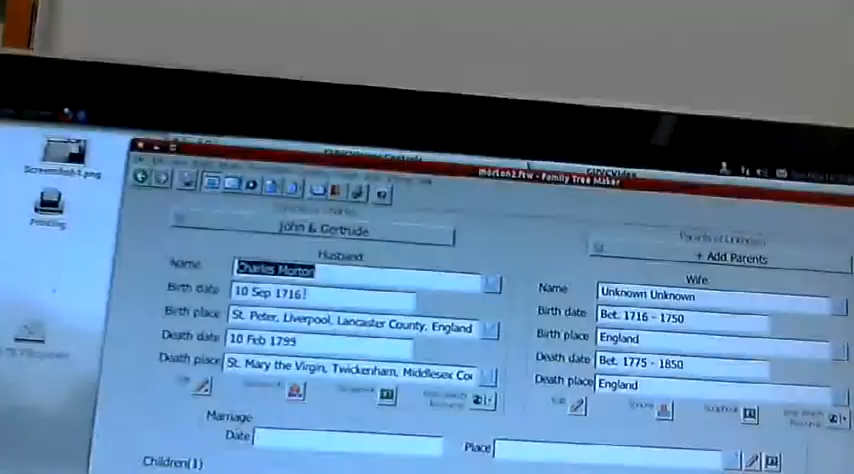 Screenshot-1.png
morton2.ftw - Family Tree Maker
Printing
John & Gertrude
+ Add Parents
Husband
Wife
Name Charles Morton
Name Unknown Unknown
Birth date 10 Sep 1716
Birth date Bet. 1716 - 1750
Birth place St. Peter, Liverpool, Lancaster County, England
Birth place England
Death date 10 Feb 1799
Death date Bet. 1775 - 1850
Death place St. Mary the Virgin, Twickenham, Middlesex Co
Death place England
Marriage
Date
Place
Children(1)